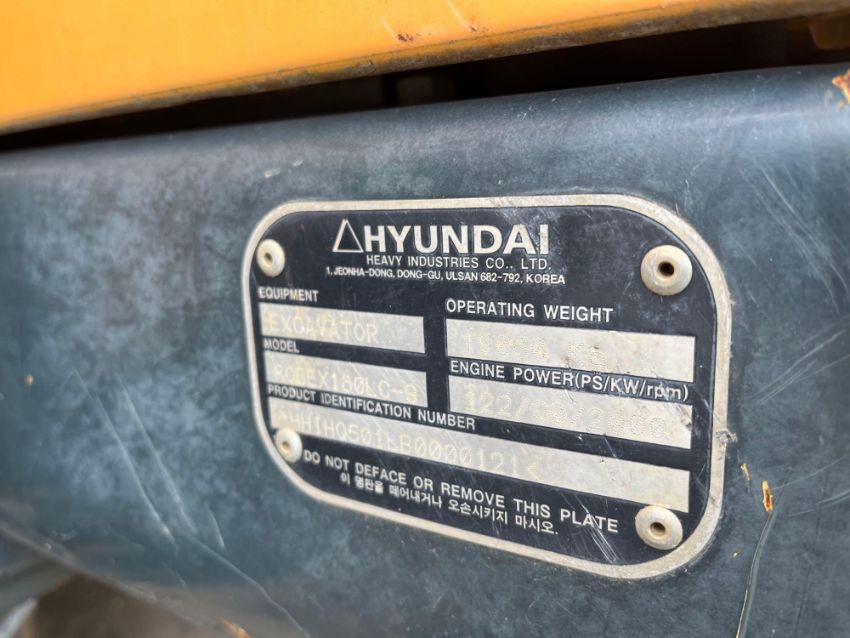 HYUNDAI
HEAVY INDUSTRIES CO., LTD.
1, JEONHA-DONG, DONG-GU, ULSAN 682-792, KOREA
EQUIPMENT
EXCAVATOR
OPERATING WEIGHT
MODEL
ROBEX180LC-9
ENGINE POWER(PS/KW/rpm)
PRODUCT IDENTIFICATION NUMBER
DO NOT DEFACE OR REMOVE THIS PLATE
이 명판을 떼어내거나 오손시키지 마시오.